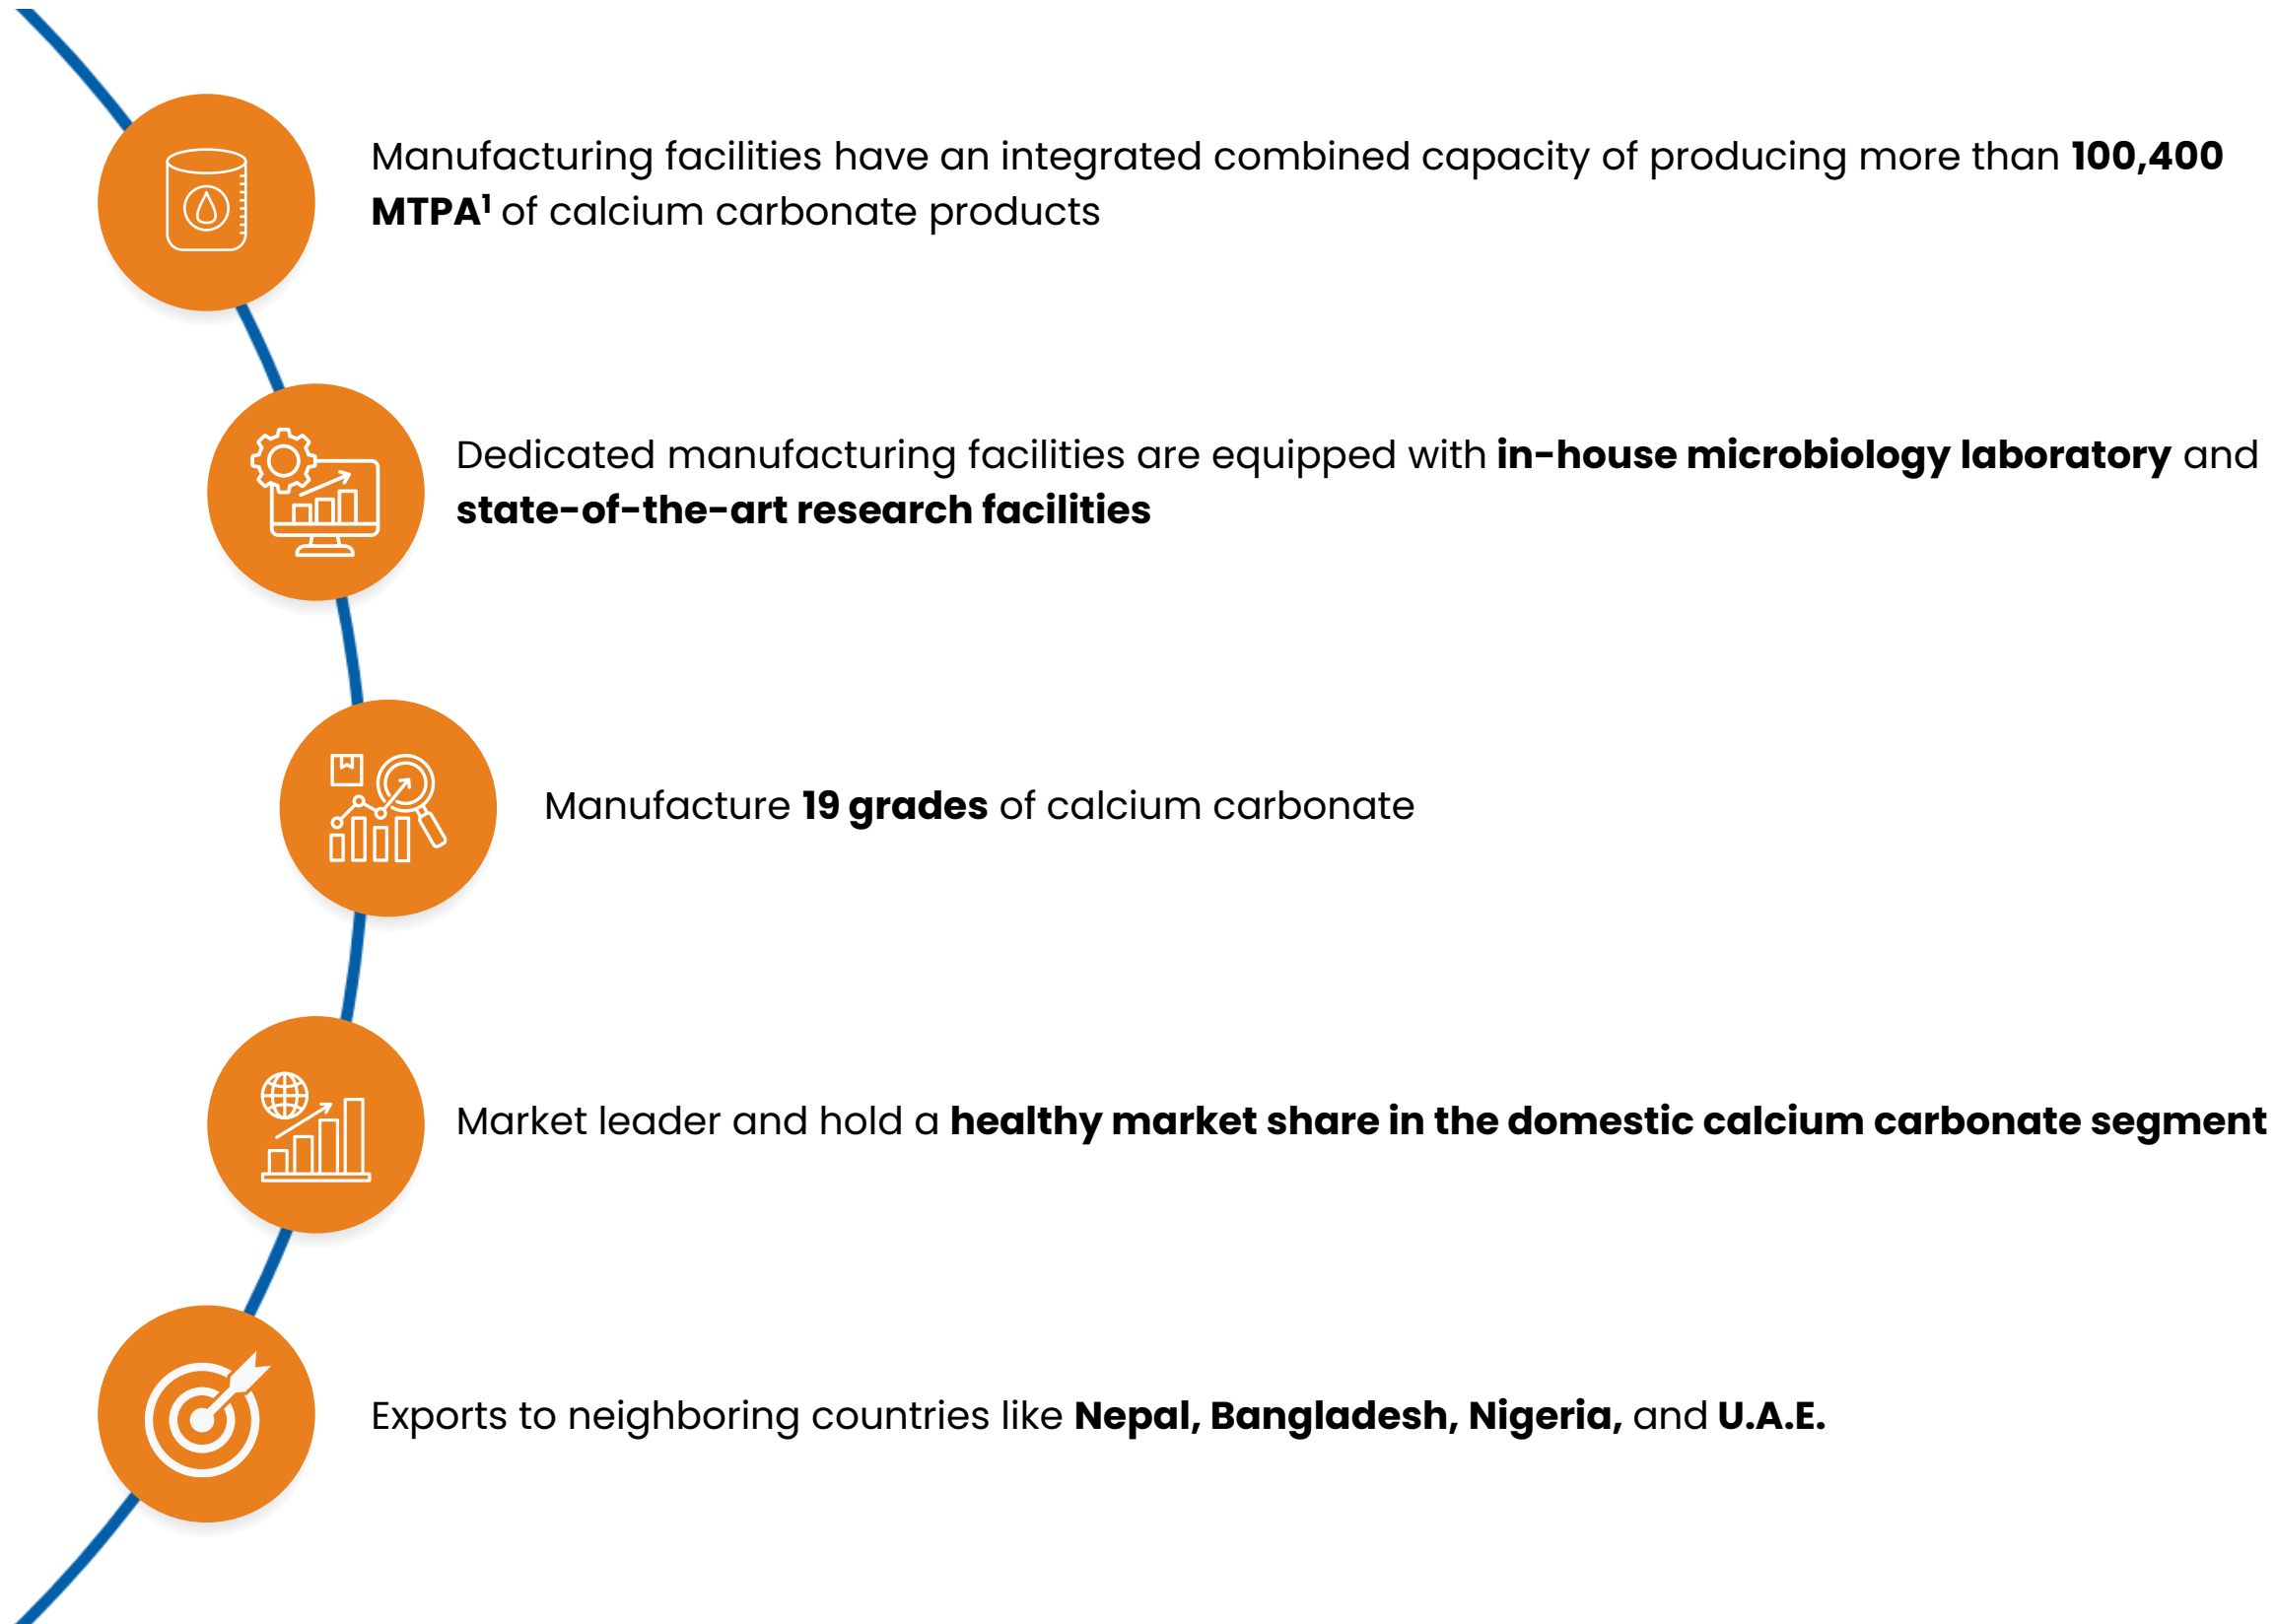 Manufacturing facilities have an integrated combined capacity of producing more than 100,400
MTPA¹ of calcium carbonate products
Dedicated manufacturing facilities are equipped with in-house microbiology laboratory and
state-of-the-art research facilities
Manufacture 19 grades of calcium carbonate
Market leader and hold a healthy market share in the domestic calcium carbonate segment
Exports to neighboring countries like Nepal, Bangladesh, Nigeria, and U.A.E.